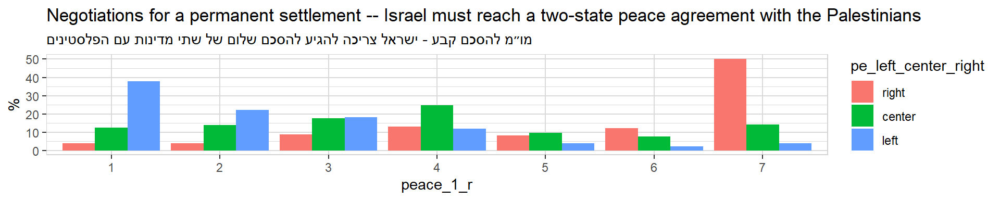 Negotiations for a permanent settlement -- Israel must reach a two-state peace agreement with the Palestinians
מו״מ להסכם קבע - ישראל צריכה להגיע להסכם שלום של שתי מדינות עם הפלסטינים
50
40
30
20
10
0
%
1 2 3 4 5 6 7
peace_1_r
pe_left_center_right
right
center
left